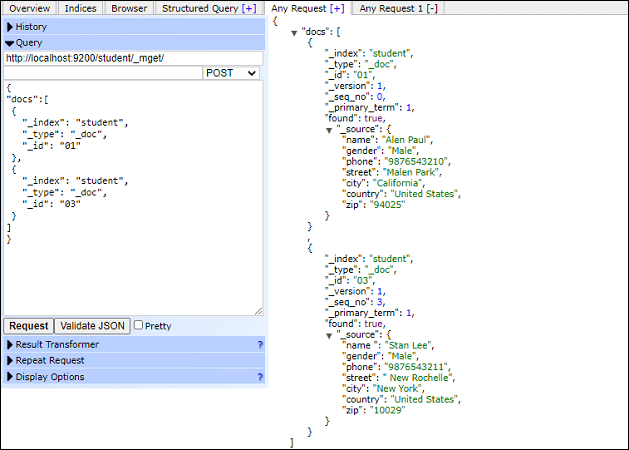 Overview Indices Browser Structured Query [+] Any Request [+] Any Request 1 [-]
History
Query
http://localhost:9200/student/_mget/
POST
{
"docs":[
{
"_index": "student",
"_type": "_doc",
"_id": "01"
},
{
"_index": "student",
"_type": "_doc",
"_id": "03"
}
]
}
Request Validate JSON Pretty
Result Transformer ?
Repeat Request
Display Options ?
{
"docs": [
{
"_index": "student",
"_type": "_doc",
"_id": "01",
"_version": 1,
"_seq_no": 0,
"_primary_term": 1,
"found": true,
"_source": {
"name": "Alen Paul",
"gender": "Male",
"phone": "9876543210",
"street": "Malen Park",
"city": "California",
"country": "United States",
"zip": "94025"
}
}
,
{
"_index": "student",
"_type": "_doc",
"_id": "03",
"_version": 1,
"_seq_no": 3,
"_primary_term": 1,
"found": true,
"_source": {
"name ": "Stan Lee",
"gender": "Male",
"phone": "9876543211",
"street": " New Rochelle",
"city": "New York",
"country": "United States",
"zip": "10029"
}
}
]